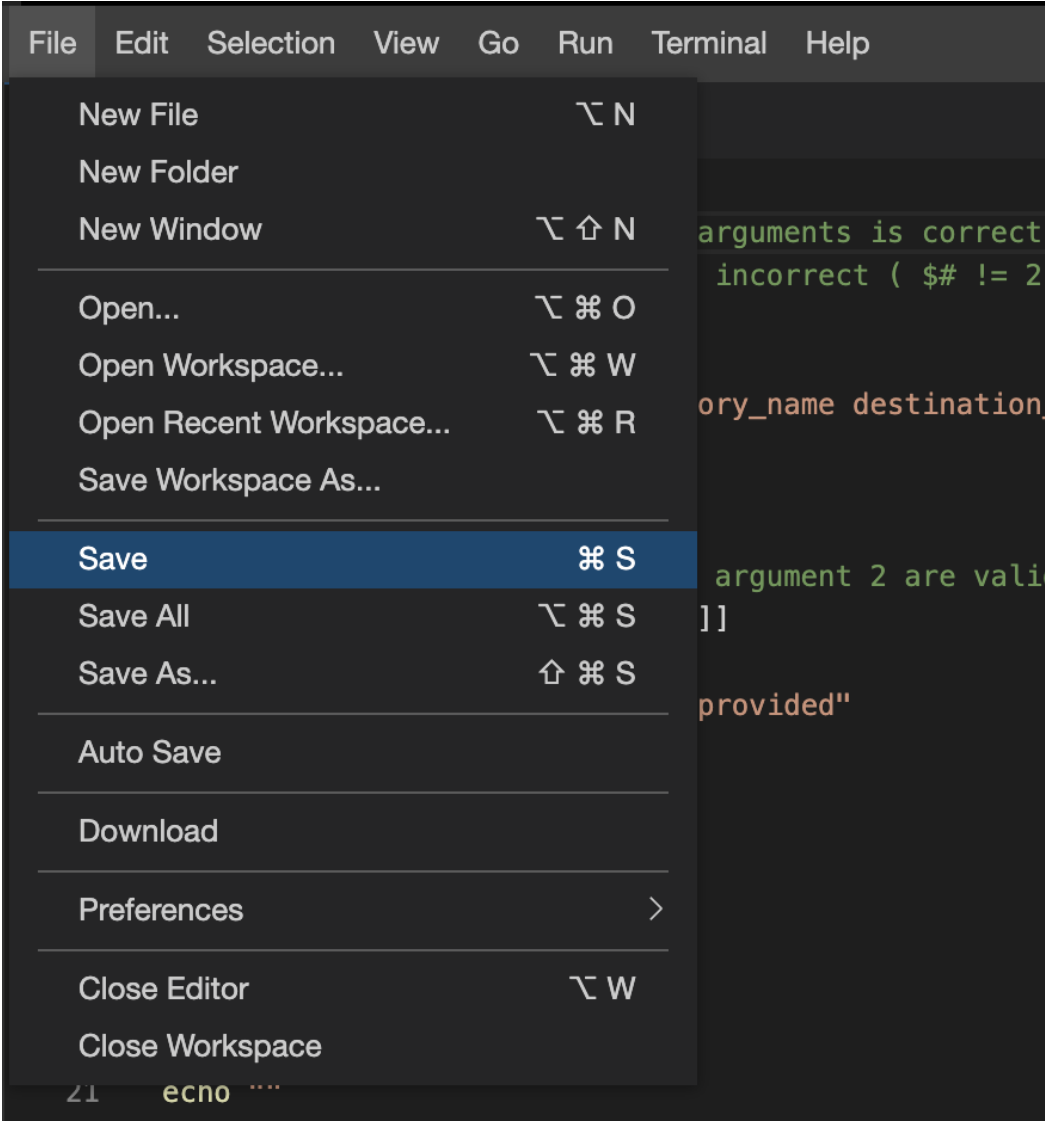 File Edit Selection View Go Run Terminal Help
New File ⌥ N
New Folder
New Window ⌥ ⇧ N
arguments is correct
incorrect ( $# != 2
Open... ⌥ ⌘ O
Open Workspace... ⌥ ⌘ W
ory_name destination_
Open Recent Workspace... ⌥ ⌘ R
Save Workspace As...
Save ⌘ S
argument 2 are vali
Save All ⌥ ⌘ S
]]
Save As... ⇧ ⌘ S
provided"
Auto Save
Download
Preferences >
Close Editor ⌥ W
Close Workspace
21 echo ""